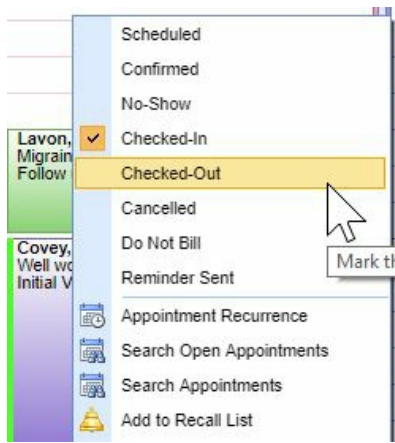 Scheduled
Confirmed
No-Show
Lavon,
Checked-In
Migrain
Follow
Checked-Out
Cancelled
Covey,
Do Not Bill
Well wo
Mark th
Initial V
Reminder Sent
Appointment Recurrence
Search Open Appointments
Search Appointments
Add to Recall List